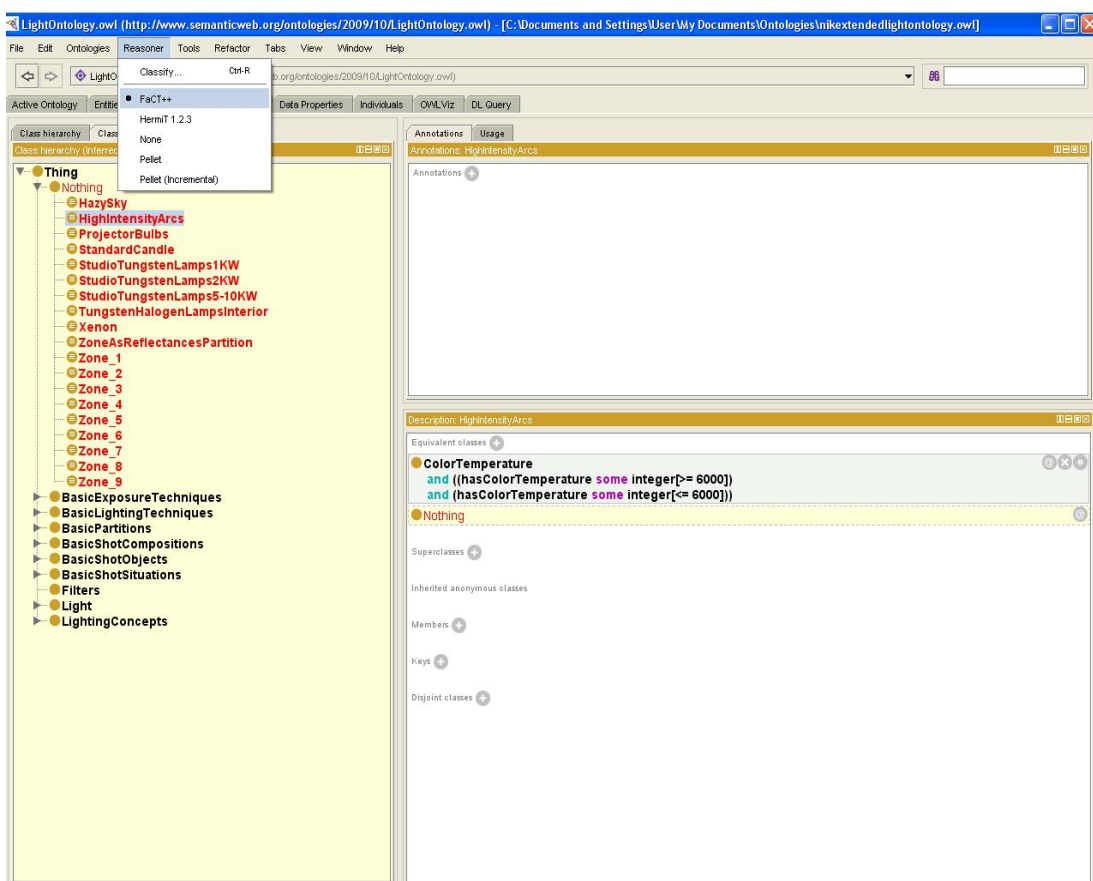 LightOntology.owl (http://www.semanticweb.org/ontologies/2009/10/LightOntology.owl) - [C:\Documents and Settings\User\My Documents\Ontologies\nikextendedlightontology.owl]
File Edit Ontologies Reasoner Tools Refactor Tabs View Window Help
LightO b.org/ontologies/2009/10/LightOntology.owl)
Classify... Ctrl-R
FaCT++
HermiT 1.2.3
None
Pellet
Pellet (Incremental)
Active Ontology Entitie Data Properties Individuals OWLViz DL Query
Class hierarchy Clas
Class hierarchy (inferred
Thing
Nothing
HazySky
HighIntensityArcs
ProjectorBulbs
StandardCandle
StudioTungstenLamps1KW
StudioTungstenLamps2KW
StudioTungstenLamps5-10KW
TungstenHalogenLampsInterior
Xenon
ZoneAsReflectancesPartition
Zone_1
Zone_2
Zone_3
Zone_4
Zone_5
Zone_6
Zone_7
Zone_8
Zone_9
BasicExposureTechniques
BasicLightingTechniques
BasicPartitions
BasicShotCompositions
BasicShotObjects
BasicShotSituations
Filters
Light
LightingConcepts
Annotations Usage
Annotations: HighIntensityArcs
Annotations
Description: HighIntensityArcs
Equivalent classes
ColorTemperature
and ((hasColorTemperature some integer[>= 6000])
and (hasColorTemperature some integer[<= 6000]))
Nothing
Superclasses
Inherited anonymous classes
Members
Keys
Disjoint classes